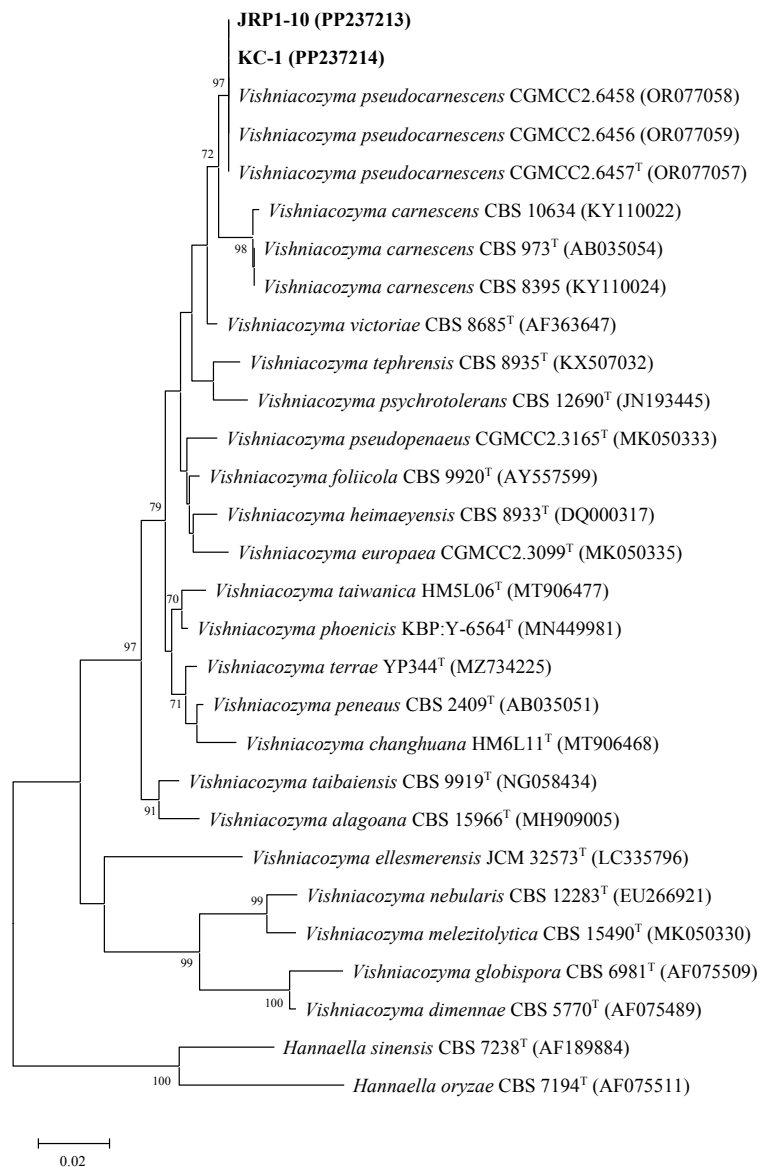 JRP1-10 (PP237213)
KC-1 (PP237214)
97
Vishniacozyma pseudocarnescens CGMCC2.6458 (OR077058)
Vishniacozyma pseudocarnescens CGMCC2.6456 (OR077059)
72
Vishniacozyma pseudocarnescens CGMCC2.6457T (OR077057)
Vishniacozyma carnescens CBS 10634 (KY110022)
98
Vishniacozyma carnescens CBS 973T (AB035054)
Vishniacozyma carnescens CBS 8395 (KY110024)
Vishniacozyma victoriae CBS 8685T (AF363647)
Vishniacozyma tephrensis CBS 8935T (KX507032)
Vishniacozyma psychrotolerans CBS 12690T (JN193445)
Vishniacozyma pseudopenaeus CGMCC2.3165T (MK050333)
Vishniacozyma foliicola CBS 9920T (AY557599)
79
Vishniacozyma heimaeyensis CBS 8933T (DQ000317)
Vishniacozyma europaea CGMCC2.3099T (MK050335)
70
Vishniacozyma taiwanica HM5L06T (MT906477)
Vishniacozyma phoenicis KBP:Y-6564T (MN449981)
97
Vishniacozyma terrae YP344T (MZ734225)
71
Vishniacozyma peneaus CBS 2409T (AB035051)
Vishniacozyma changhuana HM6L11T (MT906468)
Vishniacozyma taibaiensis CBS 9919T (NG058434)
91
Vishniacozyma alagoana CBS 15966T (MH909005)
Vishniacozyma ellesmerensis JCM 32573T (LC335796)
99
Vishniacozyma nebularis CBS 12283T (EU266921)
Vishniacozyma melezitolytica CBS 15490T (MK050330)
99
Vishniacozyma globispora CBS 6981T (AF075509)
100
Vishniacozyma dimennae CBS 5770T (AF075489)
Hannaella sinensis CBS 7238T (AF189884)
100
Hannaella oryzae CBS 7194T (AF075511)
0.02